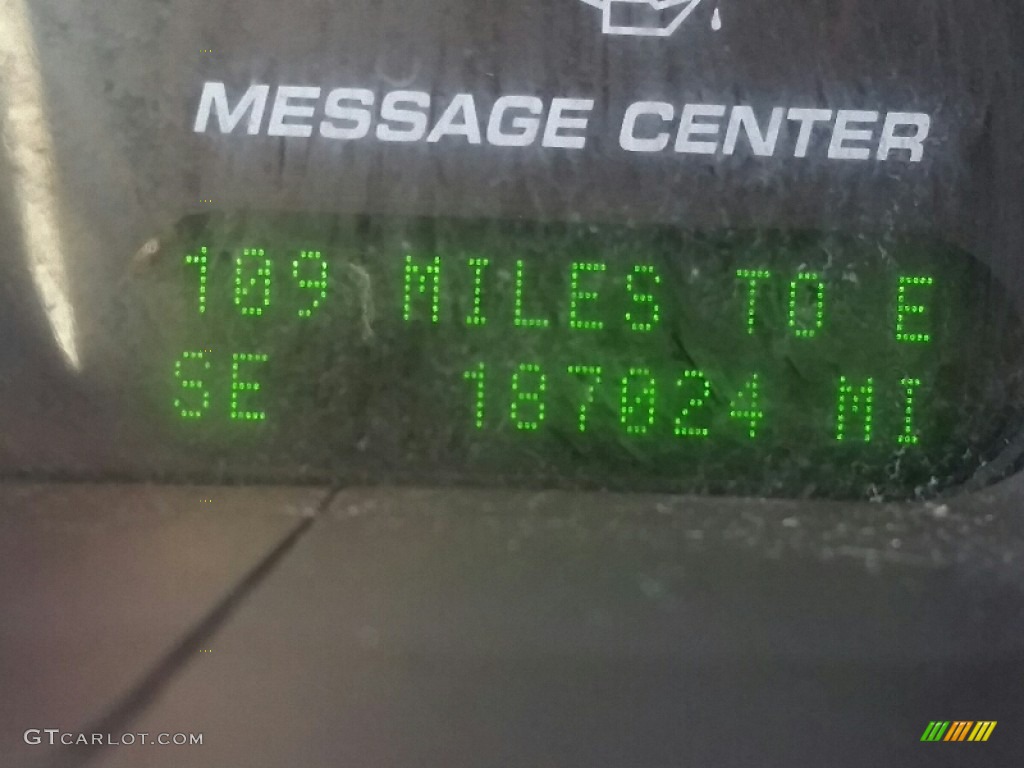 MESSAGE CENTER
109 MILES TO E
SE 187024 MI
GTCARLOT.COM